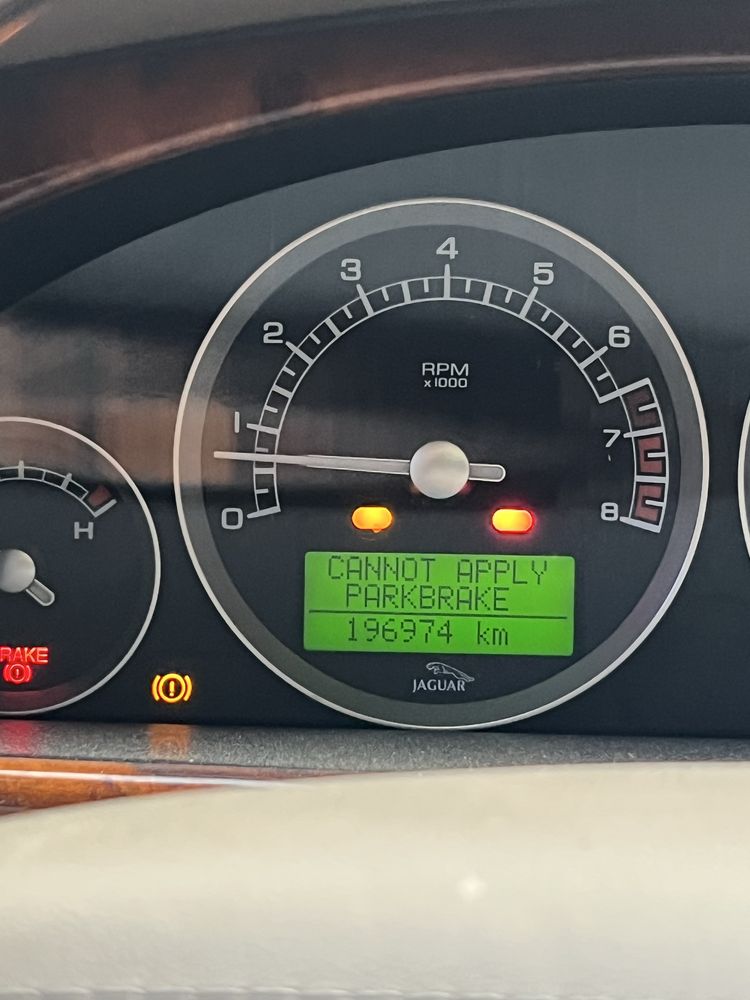 4
3
5
2
6
RPM
x1000
1
7
0
8
H
CANNOT APPLY
PARKBRAKE
196974 km
RAKE
JAGUAR